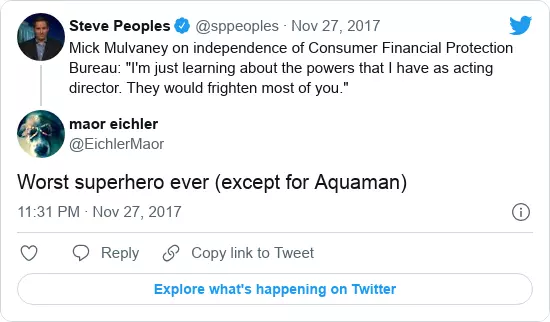 Steve Peoples @sppeoples · Nov 27, 2017
Mick Mulvaney on independence of Consumer Financial Protection
Bureau: "I'm just learning about the powers that I have as acting
director. They would frighten most of you."
maor eichler
@EichlerMaor
Worst superhero ever (except for Aquaman)
11:31 PM · Nov 27, 2017
Reply Copy link to Tweet
Explore what's happening on Twitter